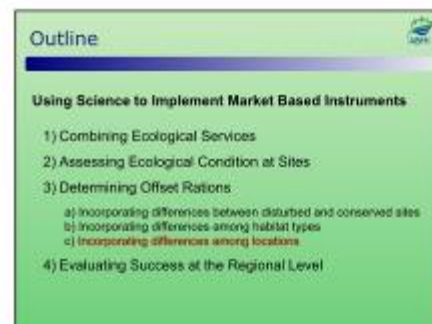 Outline
Using Science to Implement Market Based Instruments
1) Combining Ecological Services
2) Assessing Ecological Condition at Sites
3) Determining Offset Rations
a) Incorporating differences between disturbed and conserved sites
b) Incorporating differences among habitat types
c) Incorporating differences among locations
4) Evaluating Success at the Regional Level